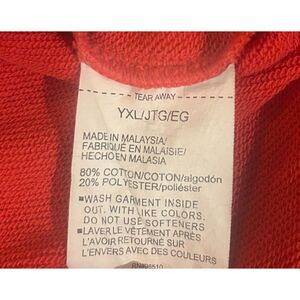 TEAR AWAY
YXL/JTG/EG
MADE IN MALAYSIA/
FABRIQUÉ EN MALAISIE/
HECHO EN MALASIA
80% COTTON/COTON/algodón
20% POLYESTER/poliéster
▪WASH GARMENT INSIDE
OUT. WITH LIKE COLORS.
DO NOT USE SOFTENERS
▪LAVER LE VÊTEMENT APRÈS
L'AVOIR RETOURNÉ SUR
L'ENVERS AVEC DES COULEURS